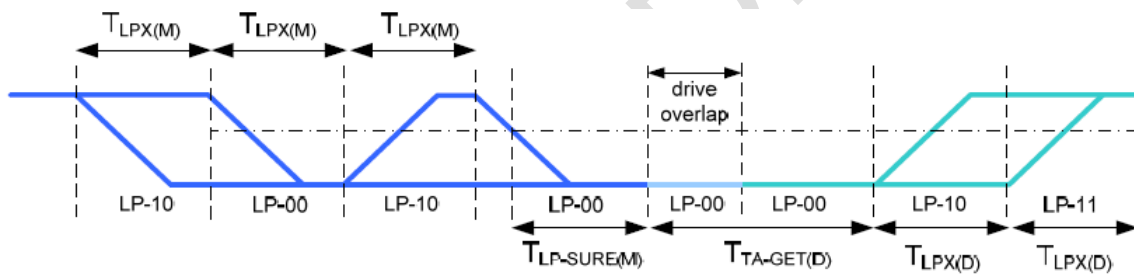 TLPX(M) TLPX(M) TLPX(M)
drive
overlap
LP-10 LP-00 LP-10 LP-00 LP-00 LP-00 LP-10 LP-11
TLP-SURE(M) TTA-GET(D) TLPX(D) TLPX(D)